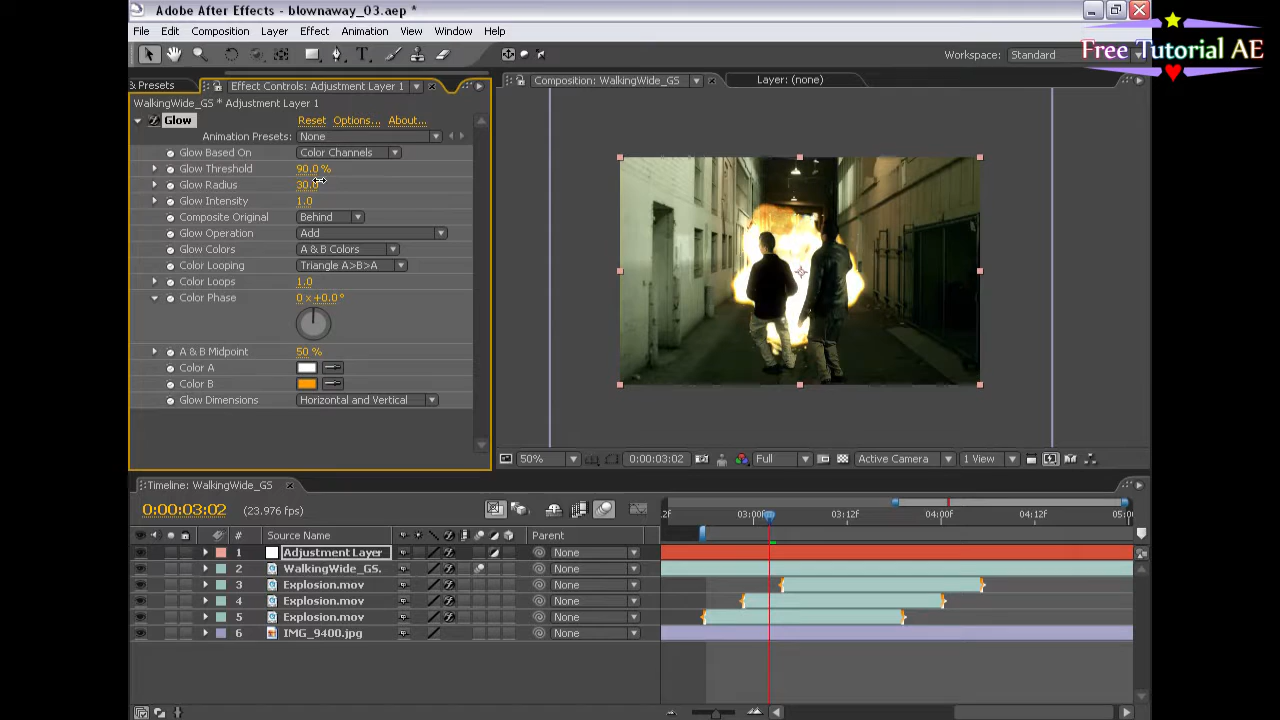 Adobe After Effects - blownaway_03.aep *
File Edit Composition Layer Effect Animation View Window Help
Workspace: Standard
Free Tutorial AE
& Presets Effect Controls: Adjustment Layer 1 Composition: WalkingWide_GS Layer: (none)
WalkingWide_GS * Adjustment Layer 1
Glow Reset Options... About...
Animation Presets: None
Glow Based On Color Channels
Glow Threshold 90.0 %
Glow Radius 30.0
Glow Intensity 1.0
Composite Original Behind
Glow Operation Add
Glow Colors A & B Colors
Color Looping Triangle A>B>A
Color Loops 1.0
Color Phase 0 x +0.0 °
A & B Midpoint 50 %
Color A
Color B
Glow Dimensions Horizontal and Vertical
50% 0:00:03:02 Full Active Camera 1 View
Timeline: WalkingWide_GS
0:00:03:02 (23.976 fps)
2f 03:00f 03:12f 04:00f 04:12f 05:00
# Source Name Parent
1 Adjustment Layer None
2 WalkingWide_GS. None
3 Explosion.mov None
4 Explosion.mov None
5 Explosion.mov None
6 IMG_9400.jpg None